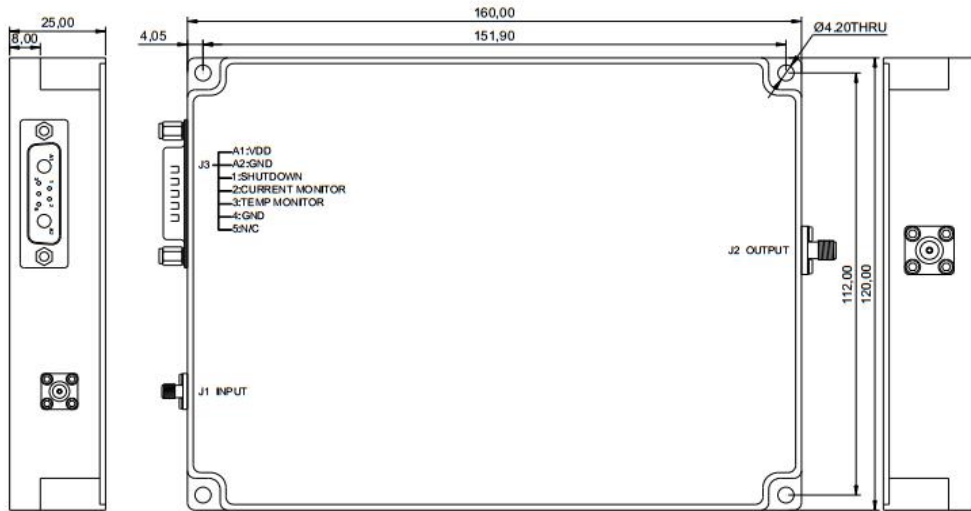 25,00
8,00
160,00
4,05
151,90
Ø4.20THRU
J3
A1:VDD
A2:GND
1:SHUTDOWN
2:CURRENT MONITOR
3:TEMP MONITOR
4:GND
5:N/C
J2 OUTPUT
112,00
120,00
J1 INPUT